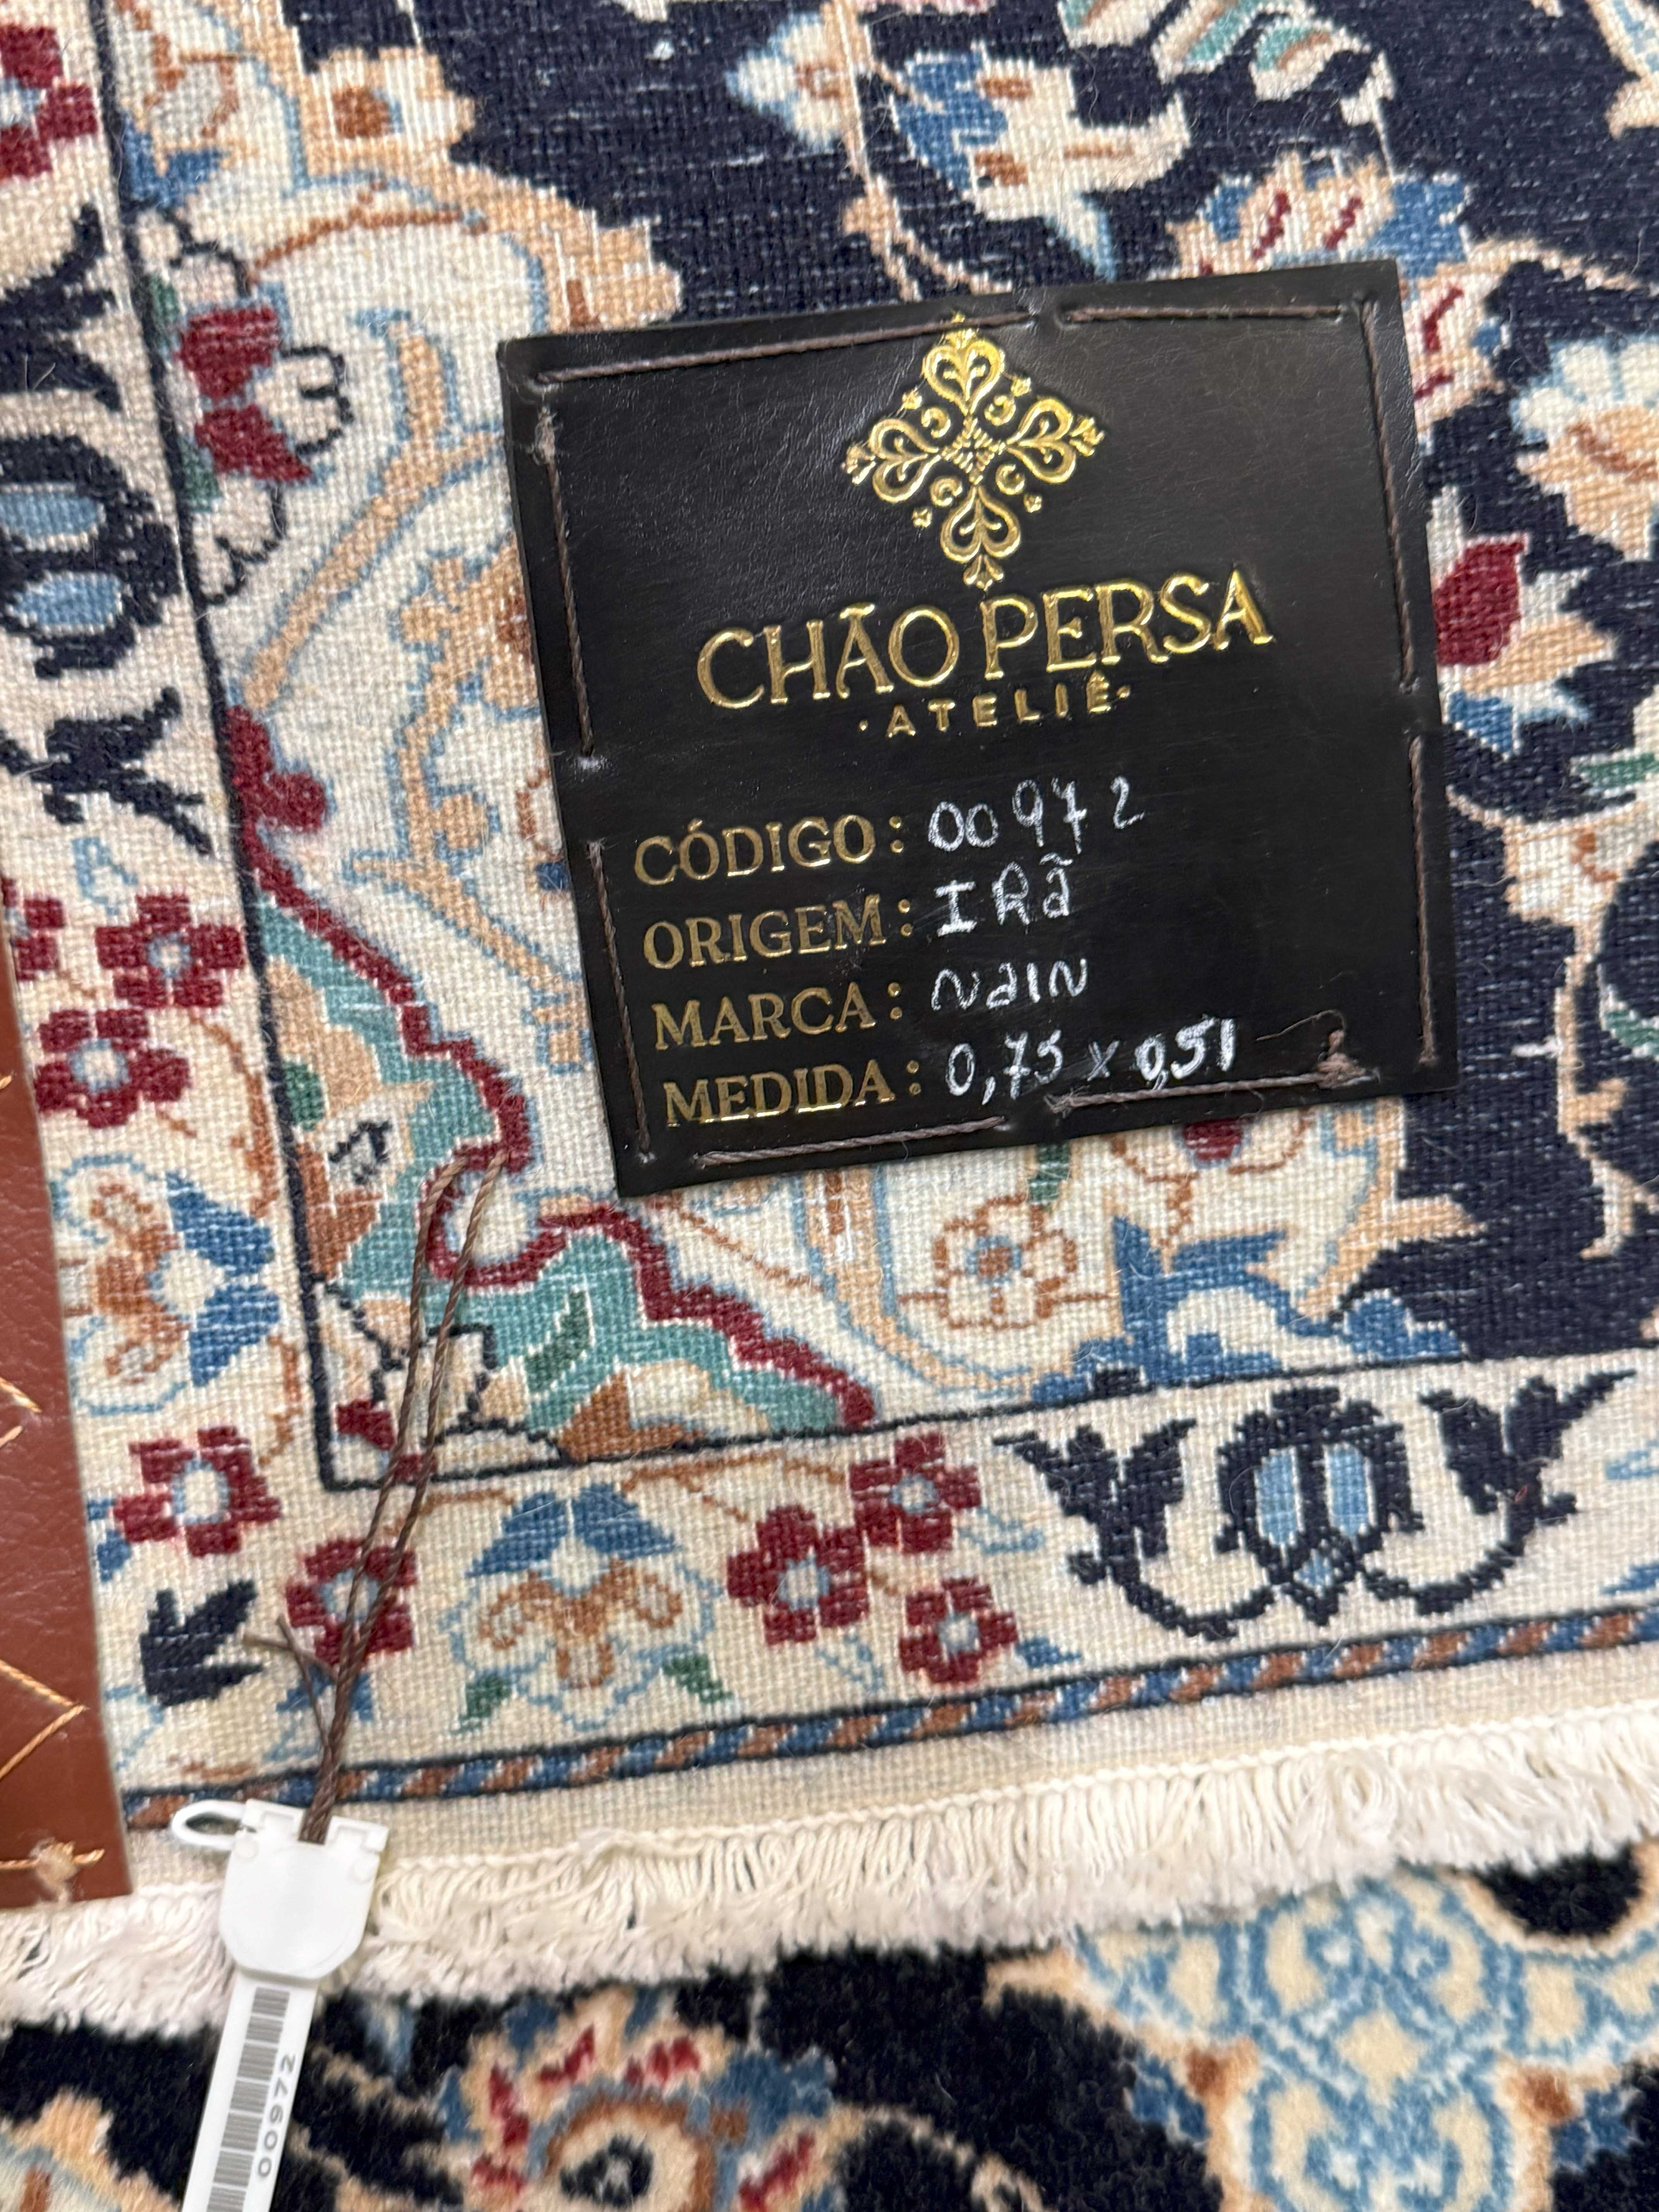 CHÃO PERSA
·ATELIÊ·
CÓDIGO: 00972
ORIGEM: IRã
MARCA: NaIN
MEDIDA: 0,75 x 0,51
00972